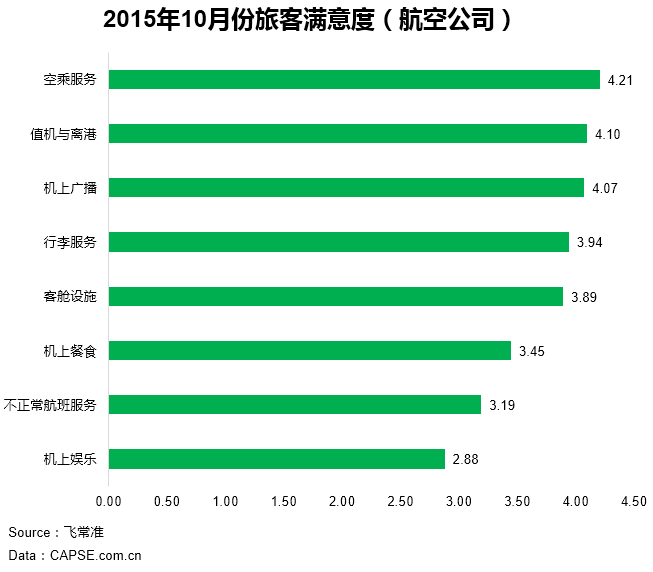 2015年10月份旅客满意度（航空公司）
空乘服务 4.21
值机与离港 4.10
机上广播 4.07
行李服务 3.94
客舱设施 3.89
机上餐食 3.45
不正常航班服务 3.19
机上娱乐 2.88
0.00 0.50 1.00 1.50 2.00 2.50 3.00 3.50 4.00 4.50
Source：飞常准
Data：CAPSE.com.cn